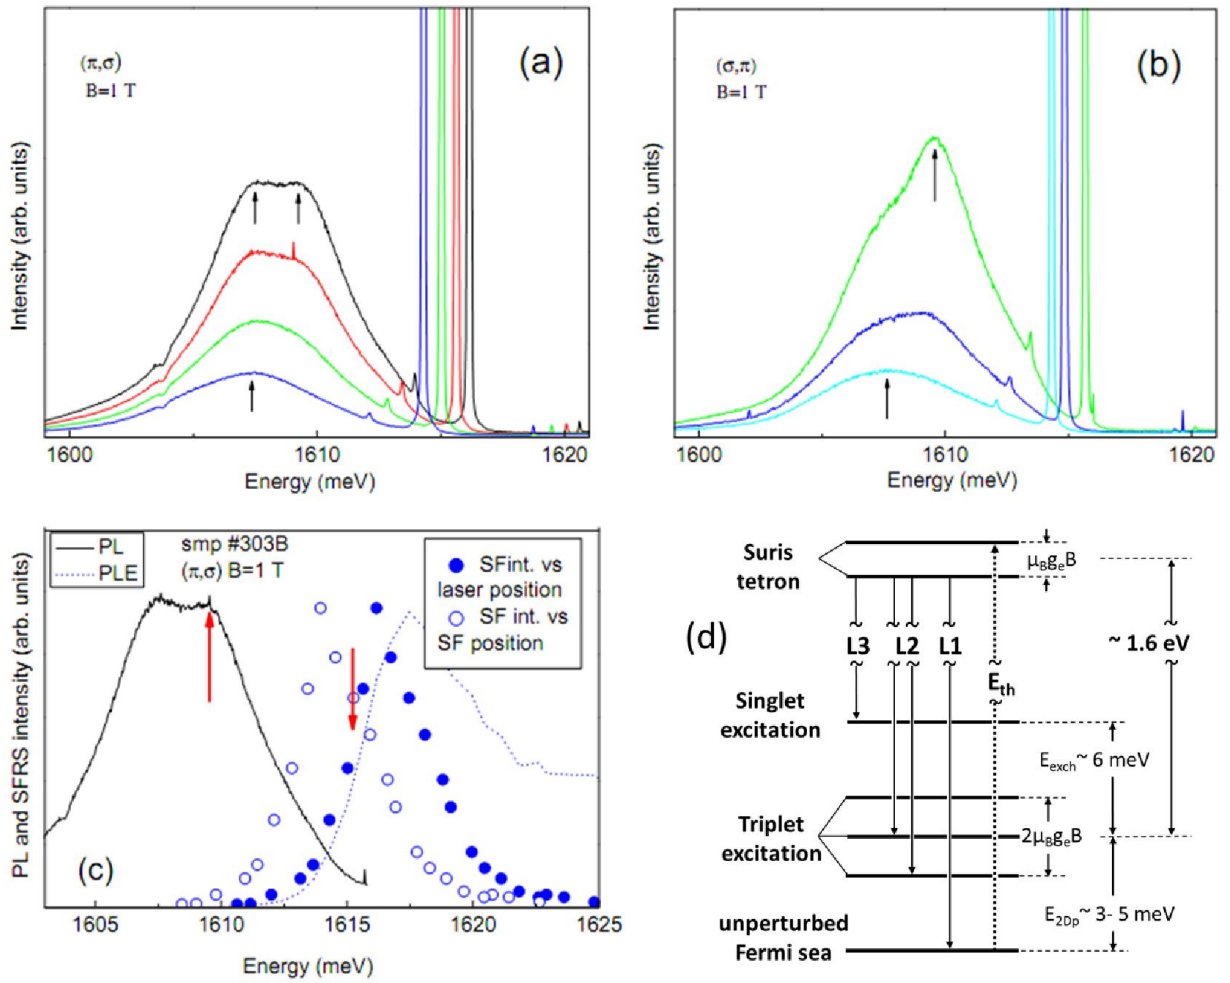 (π,σ)
B=1 T
(a)
Intensity (arb. units)
1600
1610
1620
Energy (meV)
(σ,π)
B=1 T
(b)
Intensity (arb. units)
1600
1610
1620
Energy (meV)
PL
PLE
smp #303B
(π,σ) B=1 T
SFint. vs
laser position
SF int. vs
SF position
(c)
PL and SFRS intensity (arb. units)
1605
1610
1615
1620
1625
Energy (meV)
(d)
Suris
tetron
μBgeB
L3
L2
L1
~ 1.6 eV
Eth
Singlet
excitation
Eexch~ 6 meV
Triplet
excitation
2μBgeB
unperturbed
Fermi sea
E2Dp~ 3- 5 meV